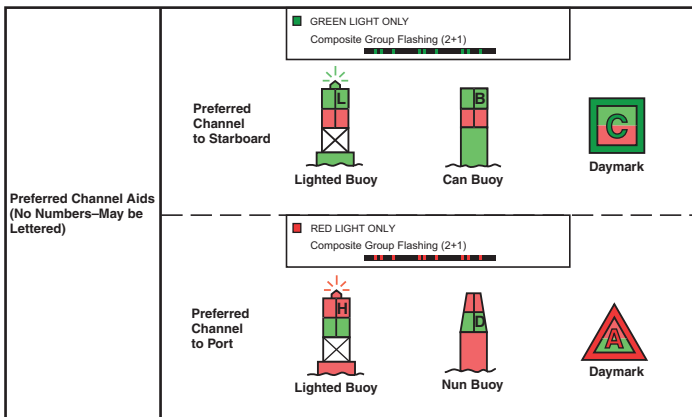 GREEN LIGHT ONLY
Composite Group Flashing (2+1)
Preferred
Channel
to Starboard
L
B
C
Lighted Buoy
Can Buoy
Daymark
Preferred Channel Aids
(No Numbers–May be
Lettered)
RED LIGHT ONLY
Composite Group Flashing (2+1)
Preferred
Channel
to Port
H
D
A
Lighted Buoy
Nun Buoy
Daymark